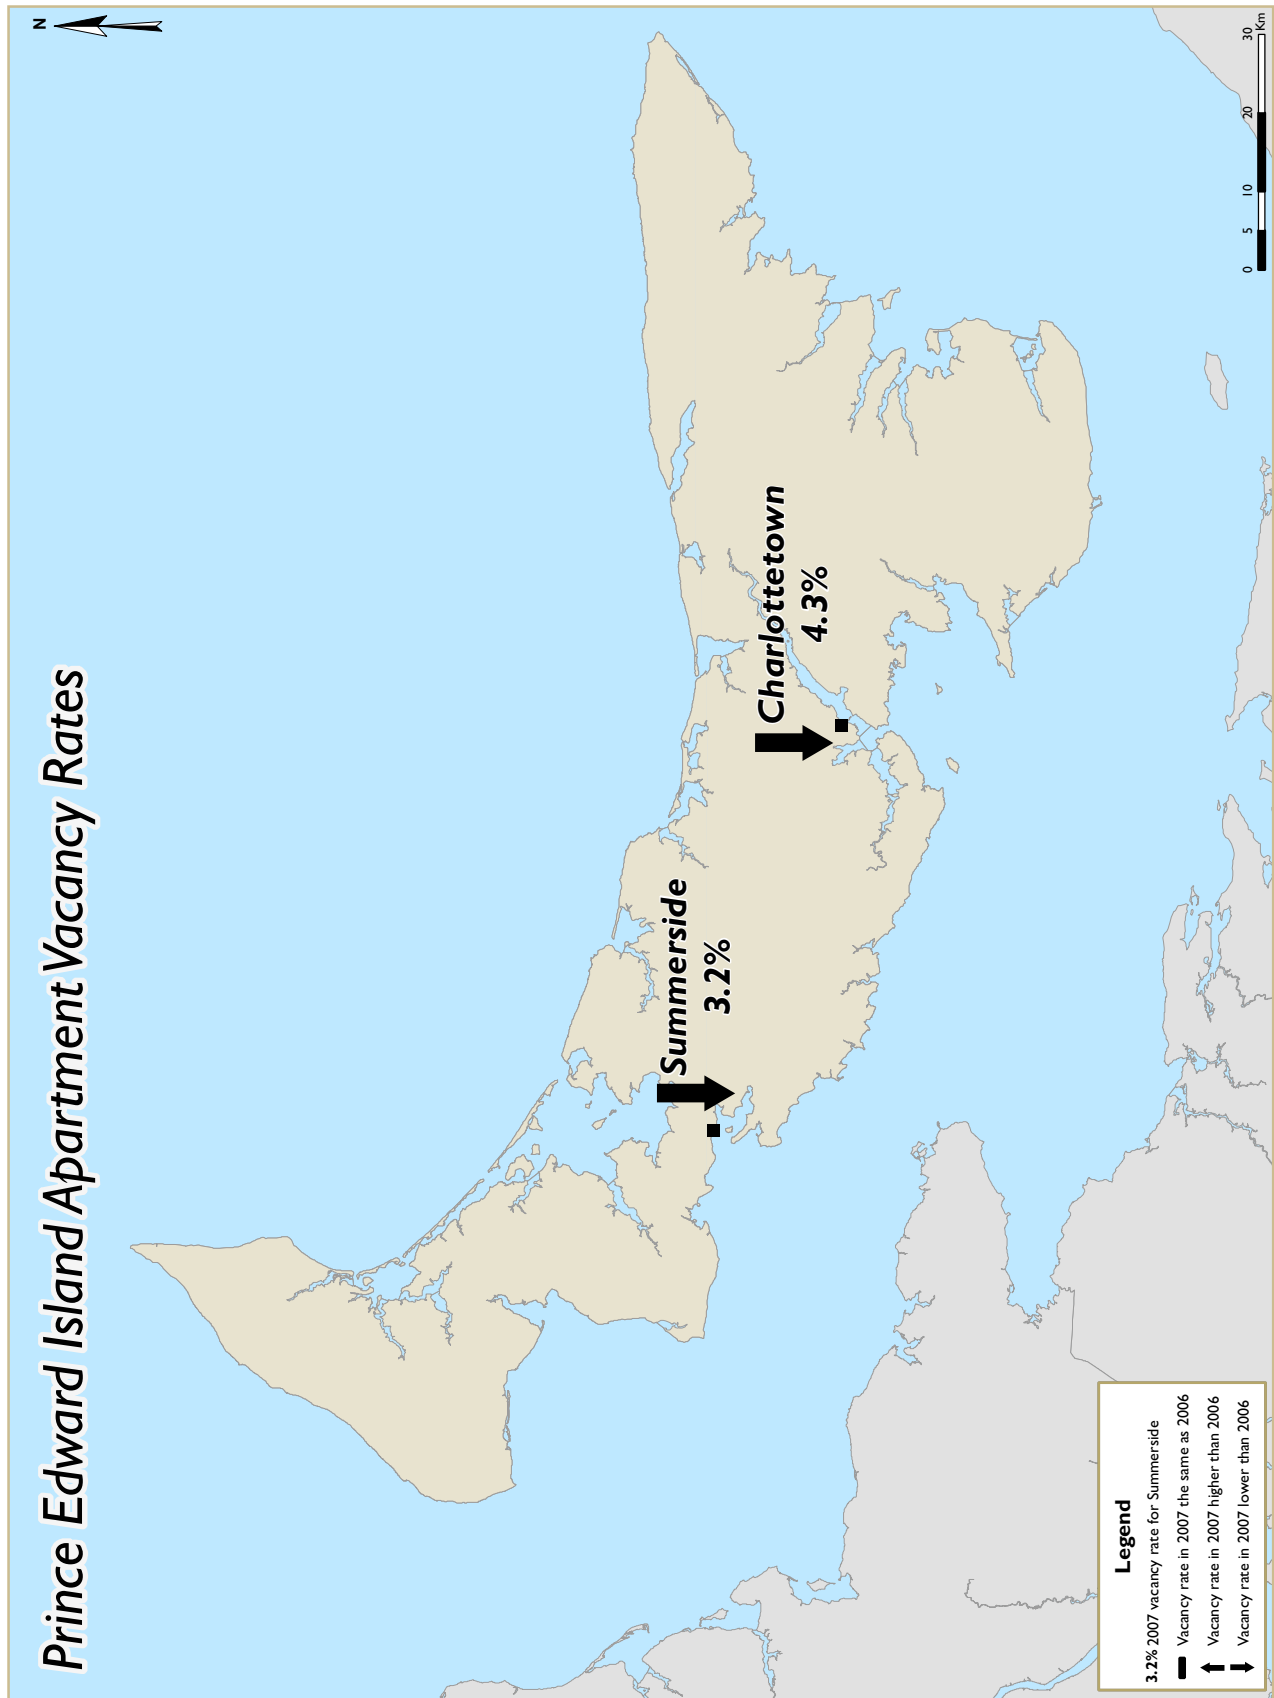 Prince Edward Island Apartment Vacancy Rates
N
Summerside
3.2%
Charlottetown
4.3%
Legend
3.2% 2007 vacancy rate for Summerside
Vacancy rate in 2007 the same as 2006
Vacancy rate in 2007 higher than 2006
Vacancy rate in 2007 lower than 2006
0 5 10 20 30
Km